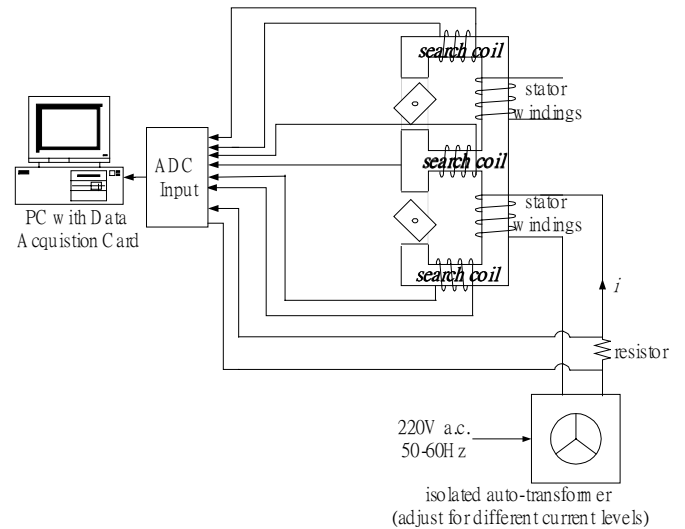 search coil
stator
windings
ADC
Input
search coil
PC with Data
Acquistion Card
stator
windings
search coil
i
resistor
220V a.c.
50-60Hz
isolated auto-transformer
(adjust for different current levels)